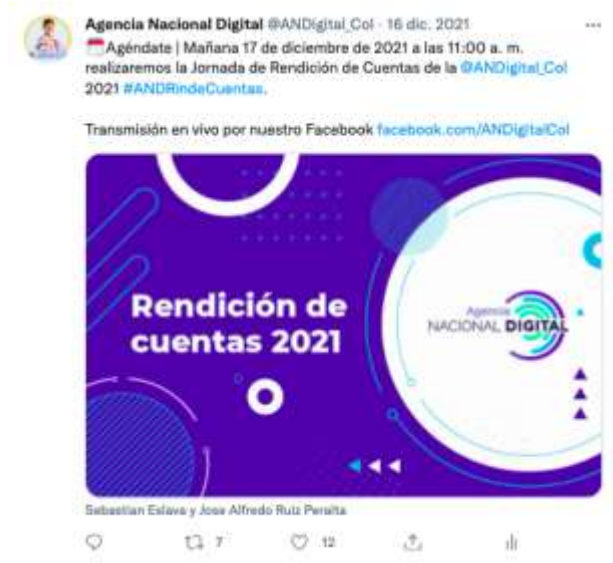 Agencia Nacional Digital @ANDigital_Col · 16 dic. 2021
Agéndate | Mañana 17 de diciembre de 2021 a las 11:00 a. m.
realizaremos la Jornada de Rendición de Cuentas de la @ANDigital_Col
2021 #ANDRindeCuentas.
Transmisión en vivo por nuestro Facebook facebook.com/ANDigitalCol
Rendición de
cuentas 2021
Agencia
NACIONAL DIGITAL
Sebastian Eslava y Jose Alfredo Ruiz Peralta
7 12